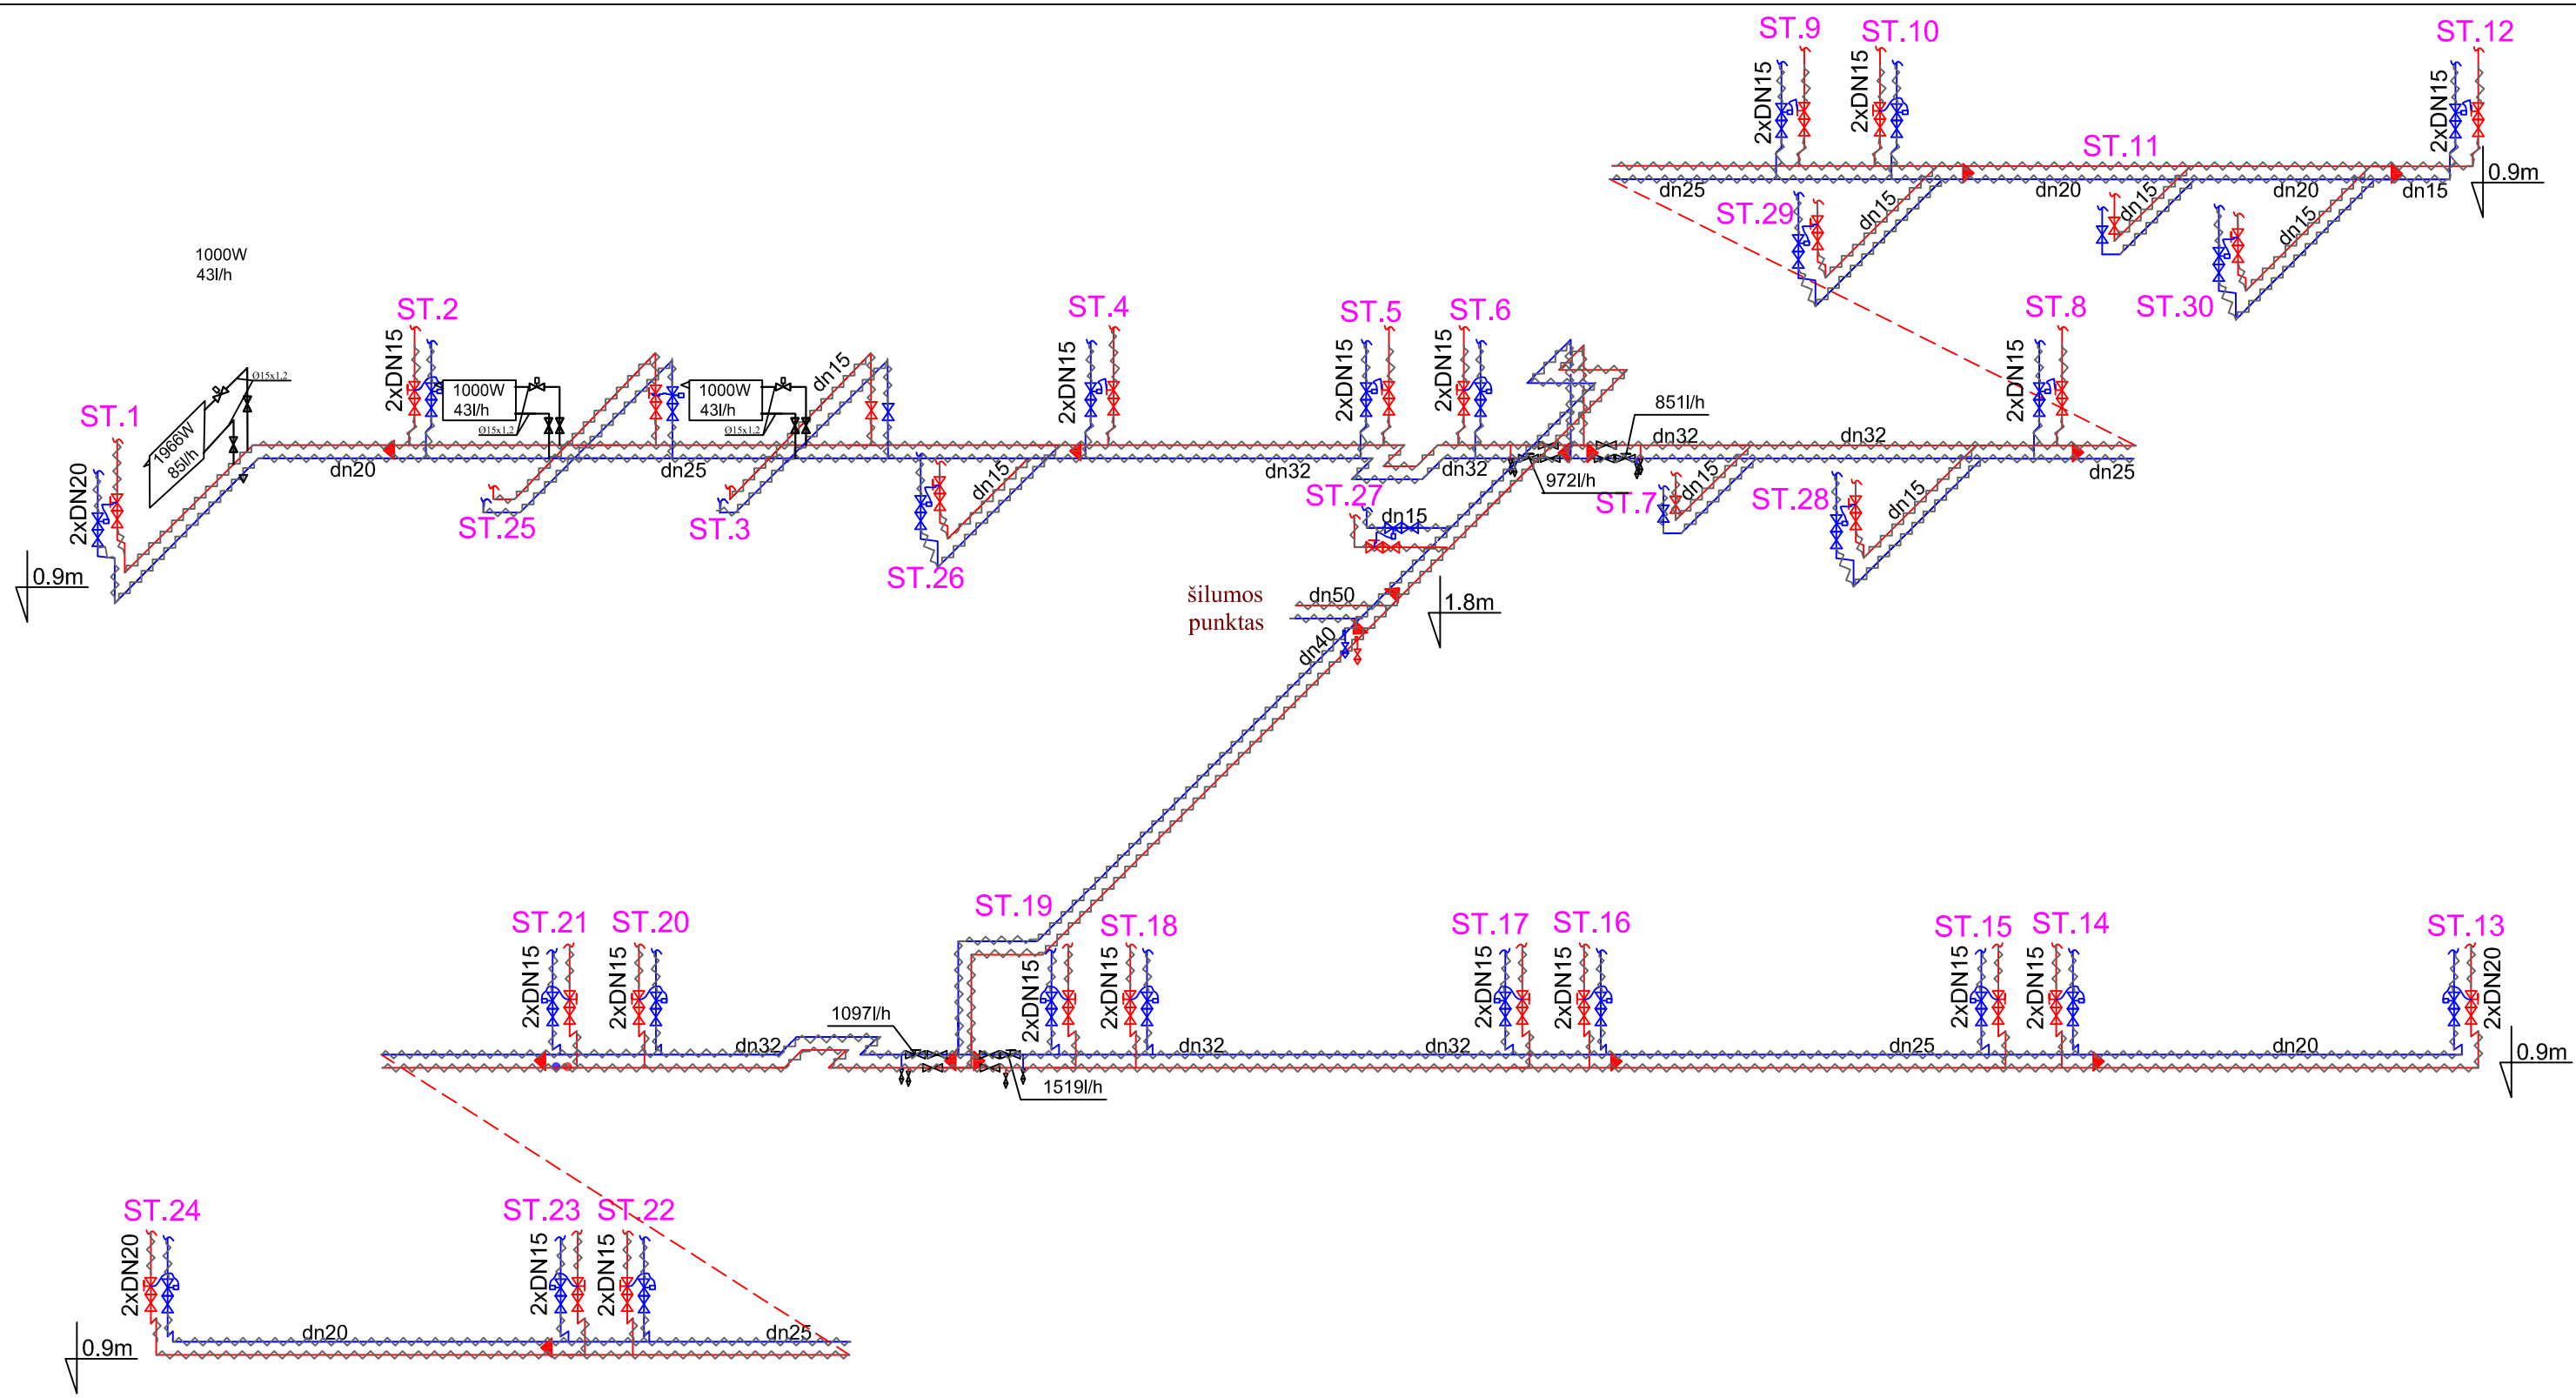 ST.9
ST.10
ST.12
2xDN15
2xDN15
2xDN15
ST.11
dn25
dn20
dn20
dn15
0.9m
ST.29
dn15
dn15
dn15
ST.30
1000W
43l/h
ST.2
ST.4
ST.5
ST.6
ST.8
2xDN15
2xDN15
2xDN15
2xDN15
2xDN15
Ø15x1,2
1000W
43l/h
Ø15x1,2
1000W
43l/h
Ø15x1,2
dn15
ST.1
1966W
85l/h
2xDN20
851l/h
dn32
dn32
dn20
dn25
dn32
dn32
dn25
972l/h
ST.25
ST.3
dn15
ST.26
ST.27
dn15
ST.7
dn15
ST.28
dn15
0.9m
šilumos
punktas
dn50
1.8m
dn40
ST.21
ST.20
ST.19
ST.18
ST.17
ST.16
ST.15
ST.14
ST.13
2xDN15
2xDN15
2xDN15
2xDN15
2xDN15
2xDN15
2xDN15
2xDN15
2xDN20
1097l/h
dn32
dn32
dn32
dn25
dn20
0.9m
1519l/h
ST.24
ST.23
ST.22
2xDN20
2xDN15
2xDN15
dn20
dn25
0.9m